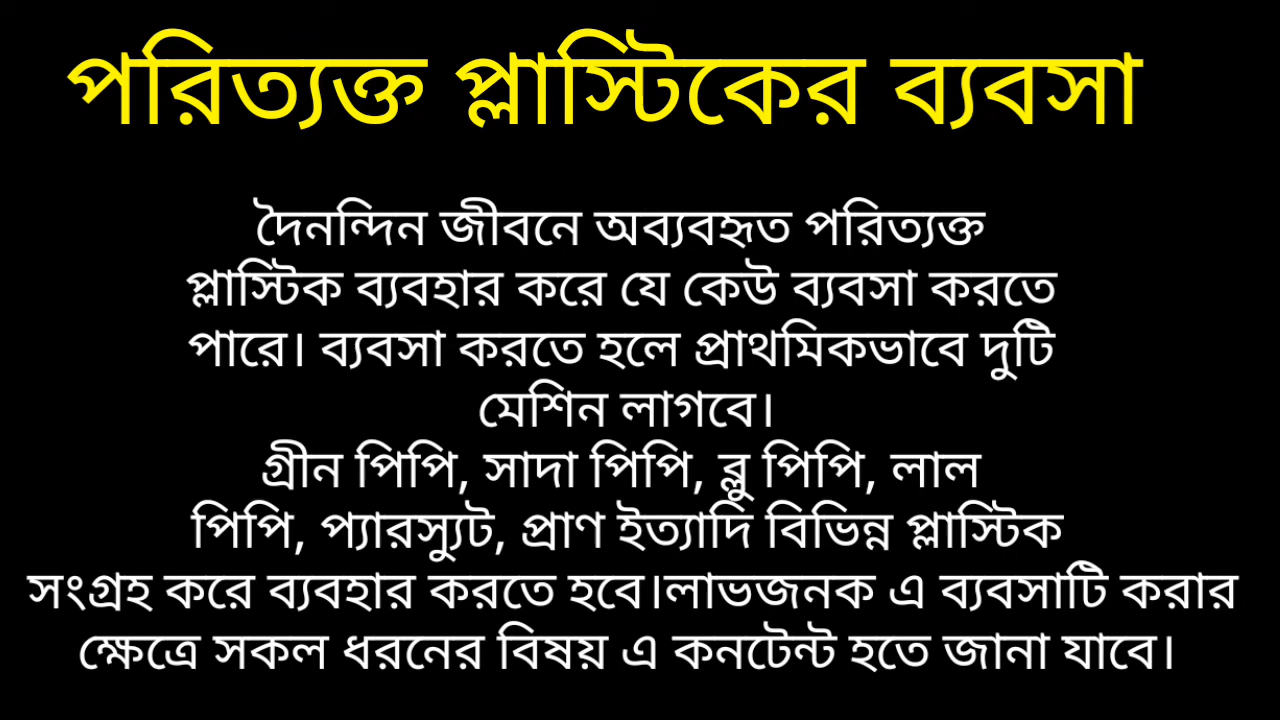 পরিত্যক্ত প্লাস্টিকের ব্যবসা
দৈনন্দিন জীবনে অব্যবহৃত পরিত্যক্ত
প্লাস্টিক ব্যবহার করে যে কেউ ব্যবসা করতে
পারে। ব্যবসা করতে হলে প্রাথমিকভাবে দুটি
মেশিন লাগবে।
গ্রীন পিপি, সাদা পিপি, ব্লু পিপি, লাল
পিপি, প্যারস্যুট, প্রাণ ইত্যাদি বিভিন্ন প্লাস্টিক
সংগ্রহ করে ব্যবহার করতে হবে।লাভজনক এ ব্যবসাটি করার
ক্ষেত্রে সকল ধরনের বিষয় এ কনটেন্ট হতে জানা যাবে।